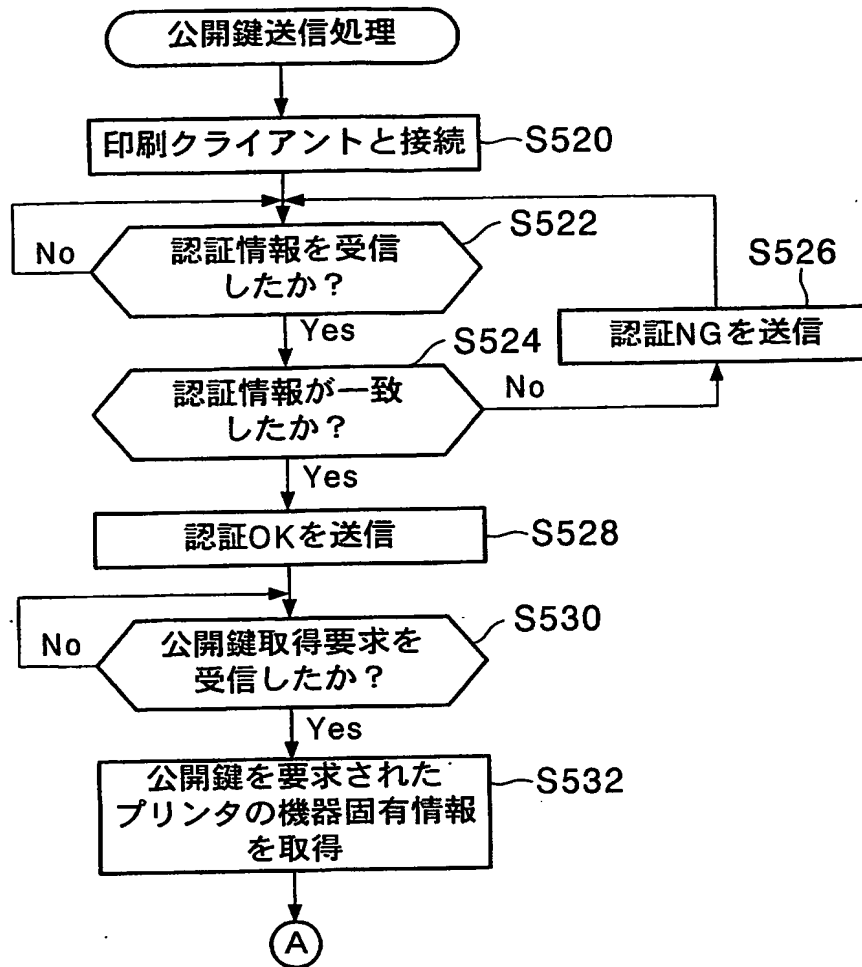 公開鍵送信処理
印刷クライアントと接続
S520
S522
No
認証情報を受信
したか？
S526
認証NGを送信
Yes
S524
認証情報が一致
したか？
No
Yes
認証OKを送信
S528
S530
No
公開鍵取得要求を
受信したか？
Yes
公開鍵を要求された
プリンタの機器固有情報
を取得
S532
A